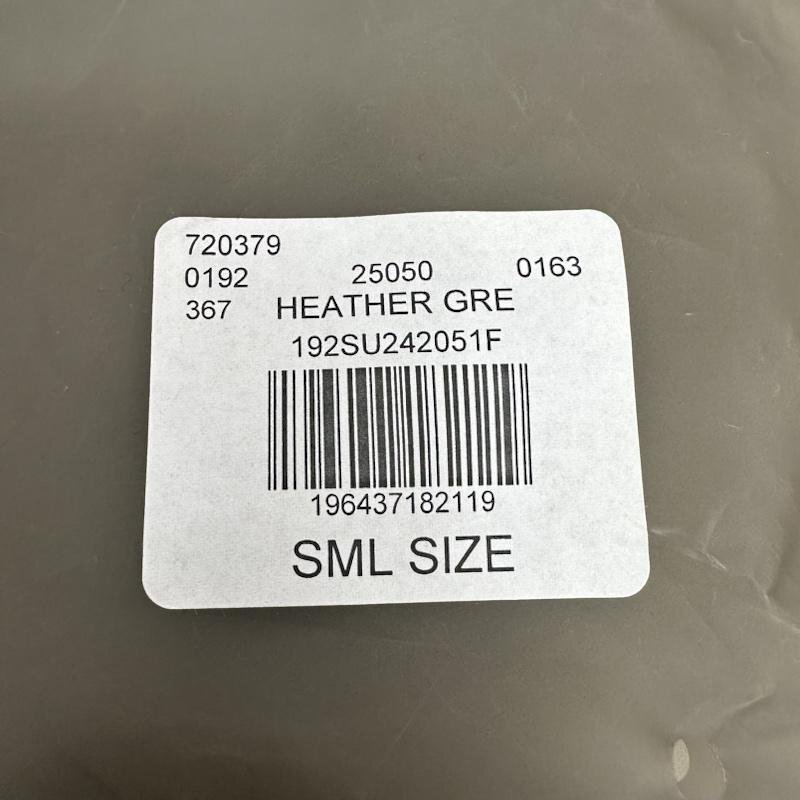 720379
0192 25050 0163
367 HEATHER GRE
192SU242051F
196437182119
SML SIZE